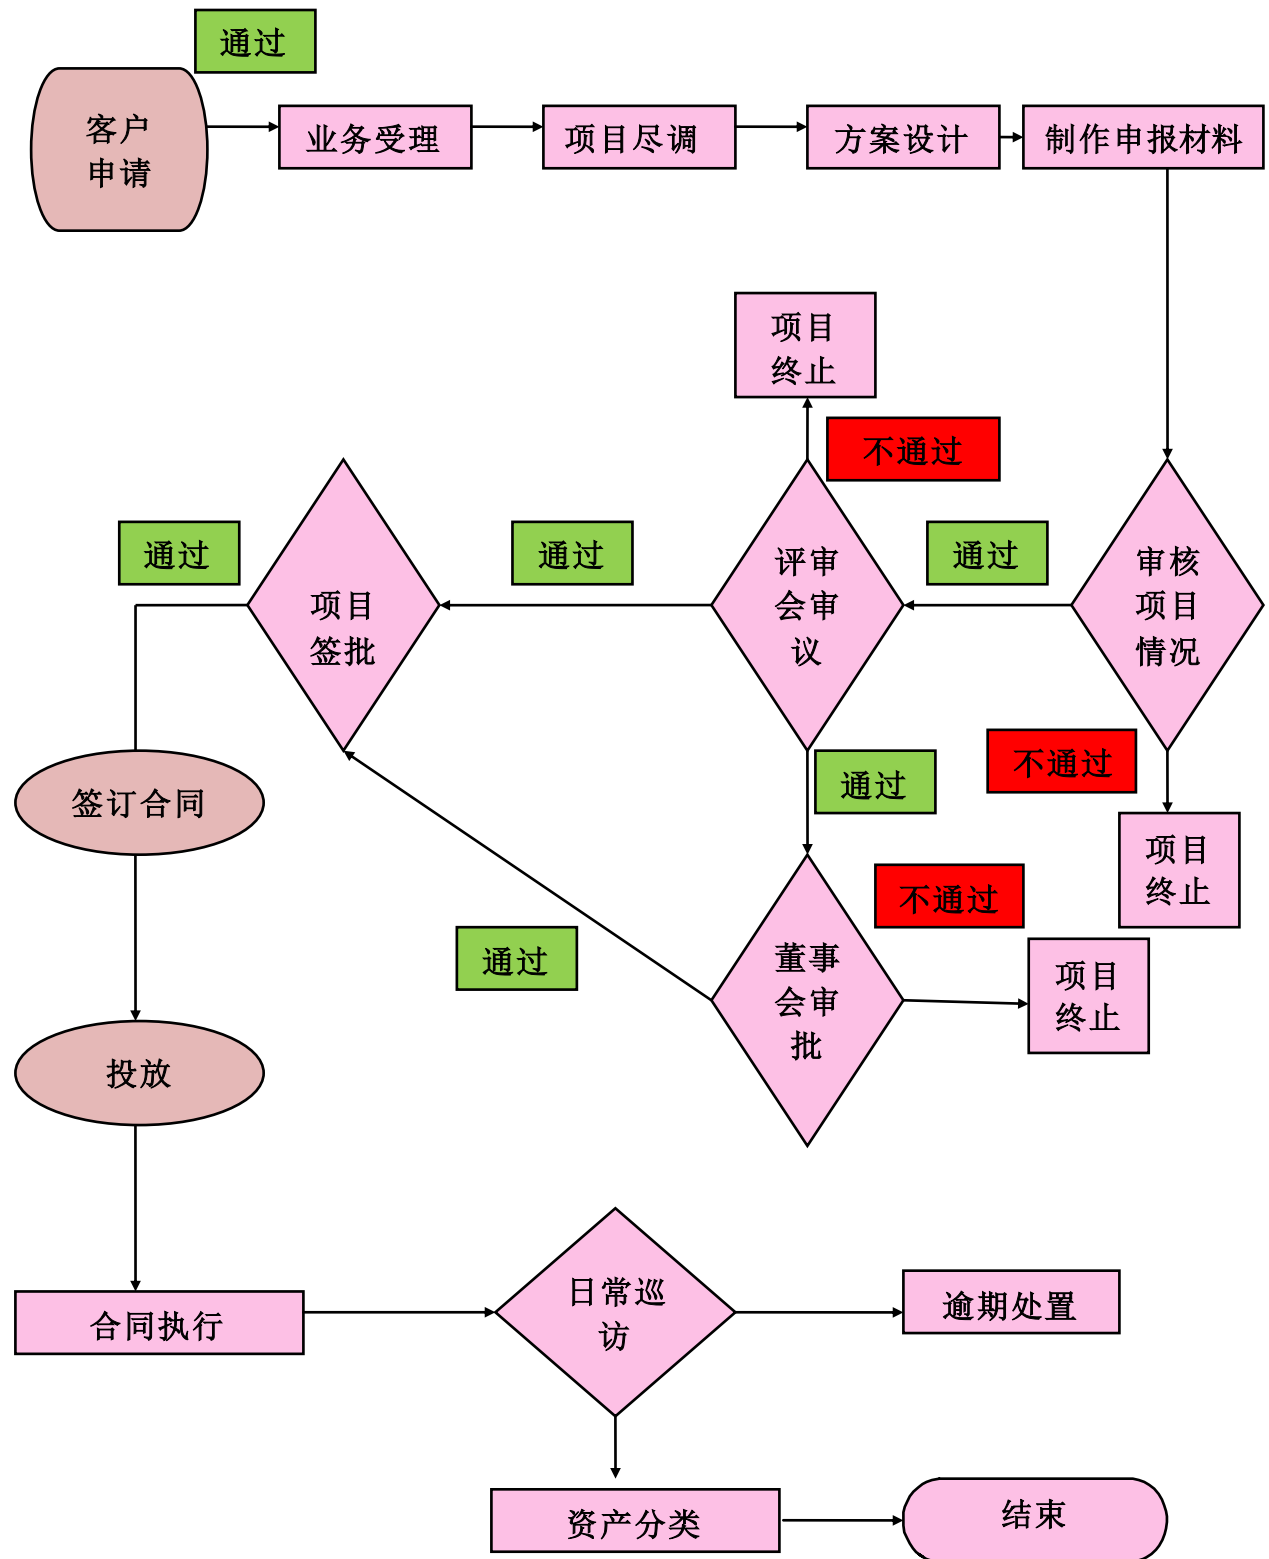 通过
客户
申请
业务受理
项目尽调
方案设计
制作申报材料
项目
终止
不通过
通过
项目
签批
通过
评审
会审
议
通过
审核
项目
情况
签订合同
通过
不通过
项目
终止
通过
董事
会审
批
不通过
项目
终止
投放
合同执行
日常巡
访
逾期处置
资产分类
结束